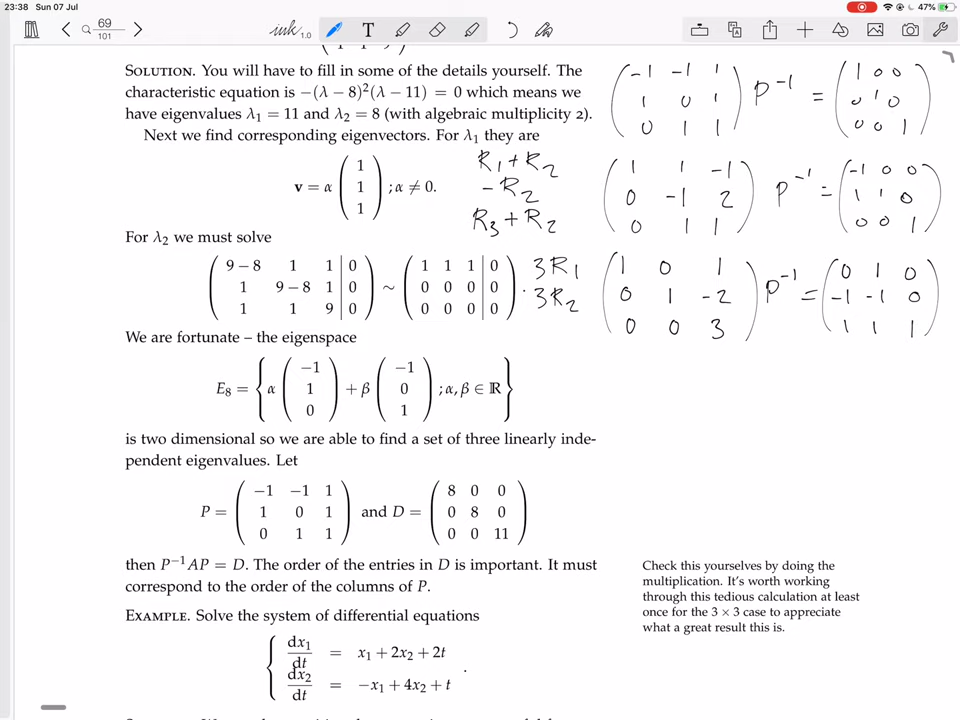 23:38 Sun 07 Jul
47%
69
101
ink 1.0
T
SOLUTION. You will have to fill in some of the details yourself. The
characteristic equation is −(λ − 8)²(λ − 11) = 0 which means we
have eigenvalues λ₁ = 11 and λ₂ = 8 (with algebraic multiplicity 2).
Next we find corresponding eigenvectors. For λ₁ they are
v = α ( 1
1
1 ) ; α ≠ 0.
For λ₂ we must solve
( 9 − 8 1 1 | 0
1 9 − 8 1 | 0
1 1 9 | 0 ) ∼ ( 1 1 1 | 0
0 0 0 | 0
0 0 0 | 0 ) .
We are fortunate – the eigenspace
E₈ = { α ( −1
1
0 ) + β ( −1
0
1 ) ; α, β ∈ ℝ }
is two dimensional so we are able to find a set of three linearly inde-
pendent eigenvalues. Let
P = ( −1 −1 1
1 0 1
0 1 1 ) and D = ( 8 0 0
0 8 0
0 0 11 )
then P⁻¹AP = D. The order of the entries in D is important. It must
correspond to the order of the columns of P.
EXAMPLE. Solve the system of differential equations
{ dx₁/dt = x₁ + 2x₂ + 2t
dx₂/dt = −x₁ + 4x₂ + t .
( −1 −1 1
1 0 1
0 1 1 ) P⁻¹ = ( 1 0 0
0 1 0
0 0 1 )
R₁ + R₂
− R₂
R₃ + R₂
( 1 1 −1
0 −1 2
0 1 1 ) P⁻¹ = ( −1 0 0
1 1 0
0 0 1 )
3R₁
3R₂
( 1 0 1
0 1 −2
0 0 3 ) P⁻¹ = ( 0 1 0
−1 −1 0
1 1 1 )
Check this yourselves by doing the
multiplication. It's worth working
through this tedious calculation at least
once for the 3 × 3 case to appreciate
what a great result this is.